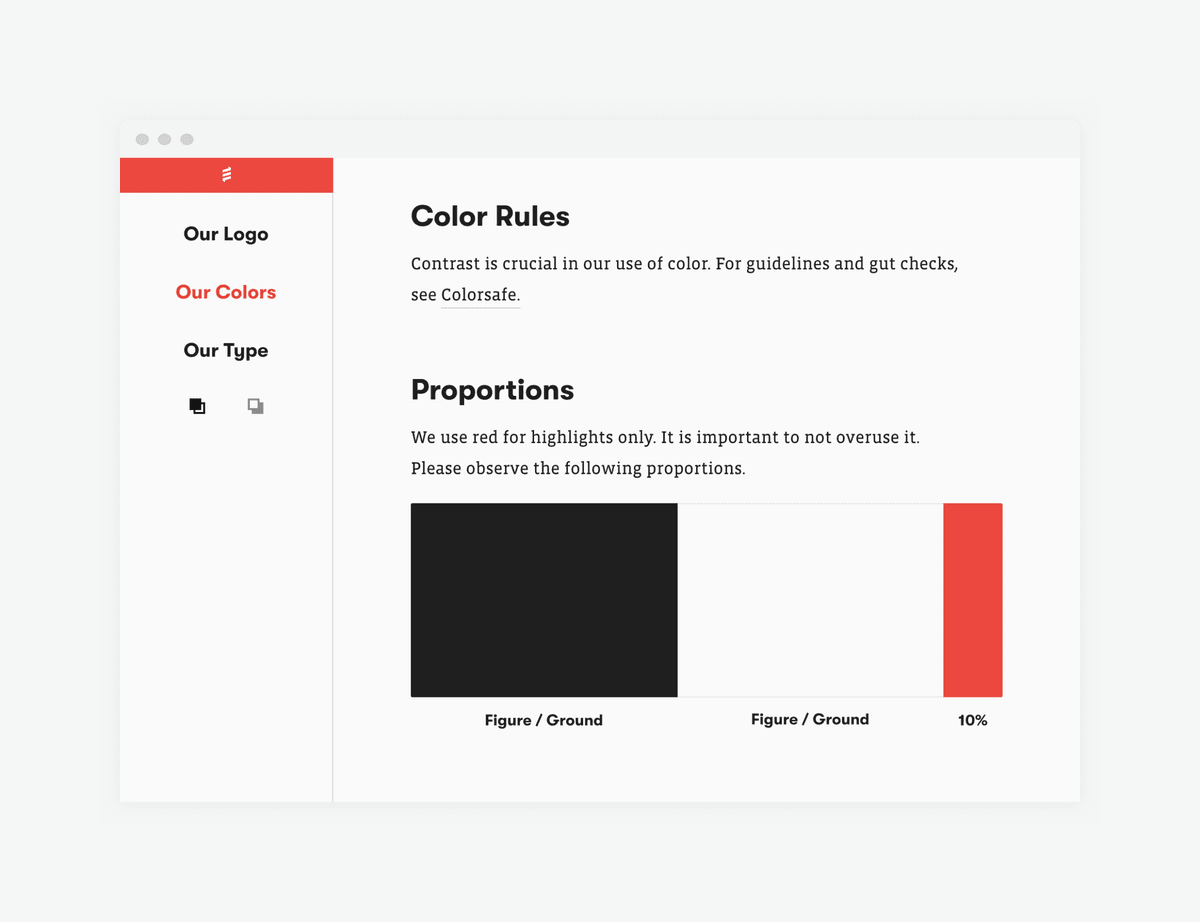 Our Logo
Our Colors
Our Type
Color Rules
Contrast is crucial in our use of color. For guidelines and gut checks,
see Colorsafe.
Proportions
We use red for highlights only. It is important to not overuse it.
Please observe the following proportions.
Figure / Ground
Figure / Ground
10%